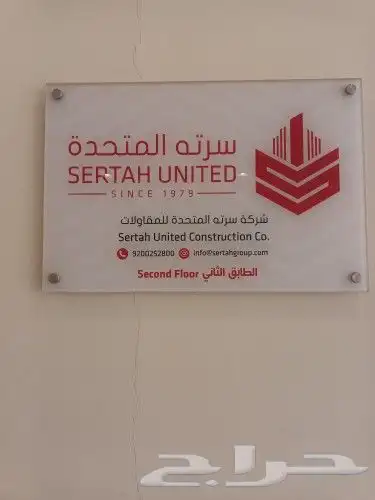 سرته المتحدة
SERTAH UNITED
SINCE 1979
شركة سرته المتحدة للمقاولات
Sertah United Construction Co.
9200252800 info@sertahgroup.com
Second Floor الطابق الثاني
حراج